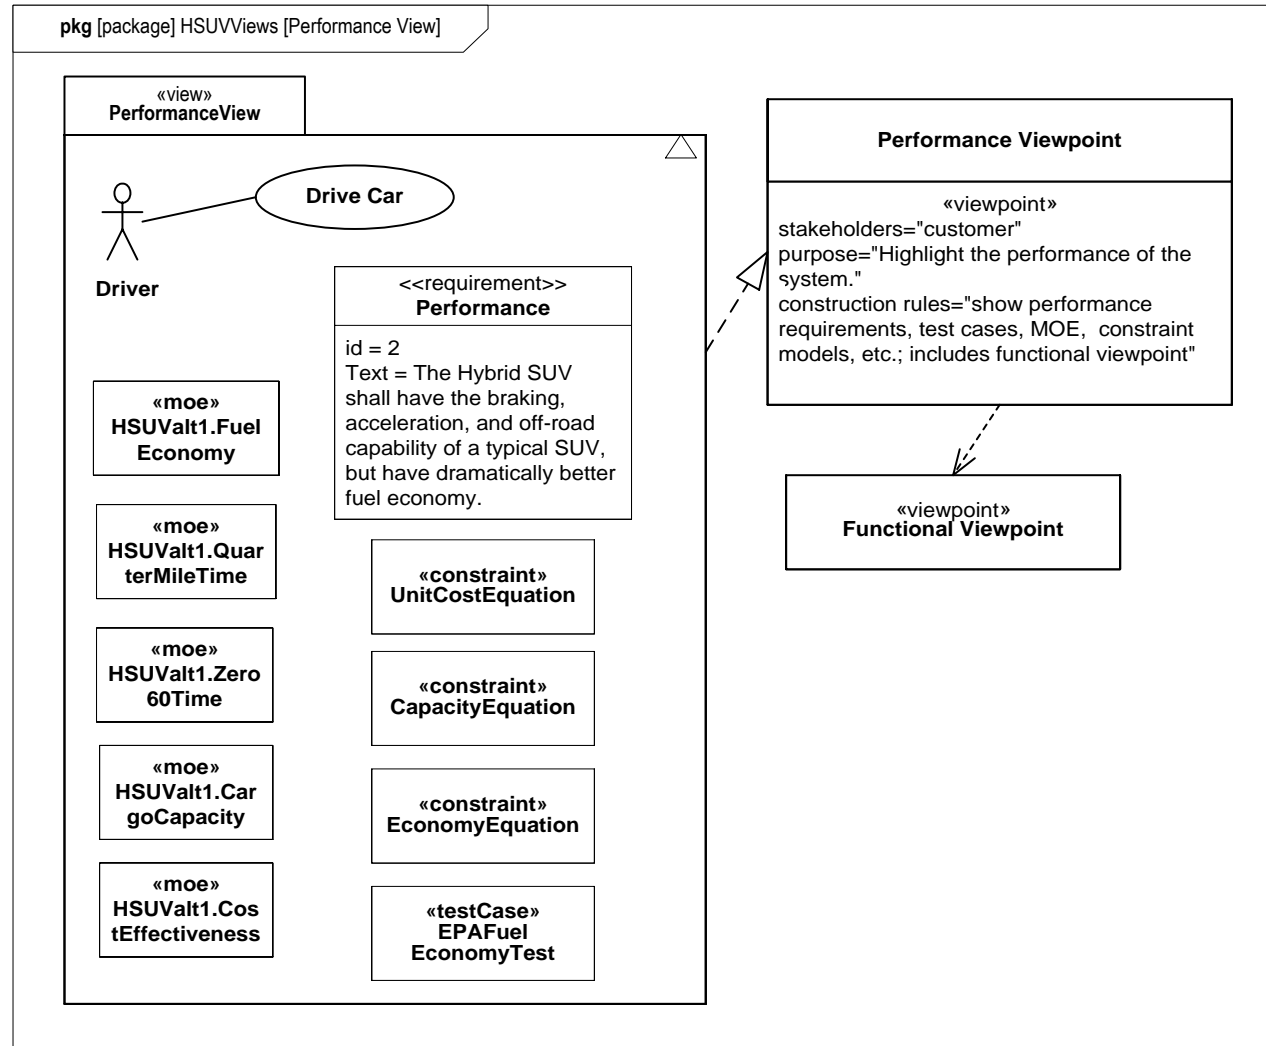 pkg [package] HSUVViews [Performance View]
«view»
PerformanceView
Drive Car
Driver
<<requirement>>
Performance
id = 2
Text = The Hybrid SUV
shall have the braking,
acceleration, and off-road
capability of a typical SUV,
but have dramatically better
fuel economy.
«moe»
HSUValt1.Fuel
Economy
«moe»
HSUValt1.Quar
terMileTime
«moe»
HSUValt1.Zero
60Time
«moe»
HSUValt1.Car
goCapacity
«moe»
HSUValt1.Cos
tEffectiveness
«constraint»
UnitCostEquation
«constraint»
CapacityEquation
«constraint»
EconomyEquation
«testCase»
EPAFuel
EconomyTest
Performance Viewpoint
«viewpoint»
stakeholders="customer"
purpose="Highlight the performance of the
system."
construction rules="show performance
requirements, test cases, MOE,  constraint
models, etc.; includes functional viewpoint"
«viewpoint»
Functional Viewpoint